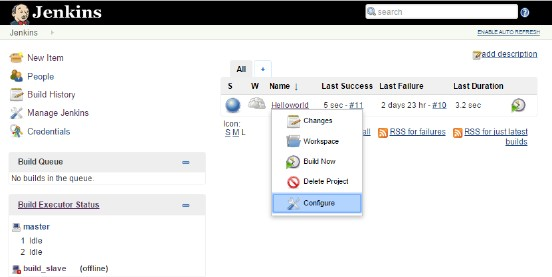 Jenkins
search
Jenkins
ENABLE AUTO REFRESH
New Item
People
Build History
Manage Jenkins
Credentials
Build Queue
No builds in the queue.
Build Executor Status
master
1 Idle
2 Idle
build_slave (offline)
add description
All +
S W Name ↓ Last Success Last Failure Last Duration
Helloworld 5 sec - #11 2 days 23 hr - #10 3.2 sec
Icon:
S M L
all RSS for failures RSS for just latest
builds
Changes
Workspace
Build Now
Delete Project
Configure